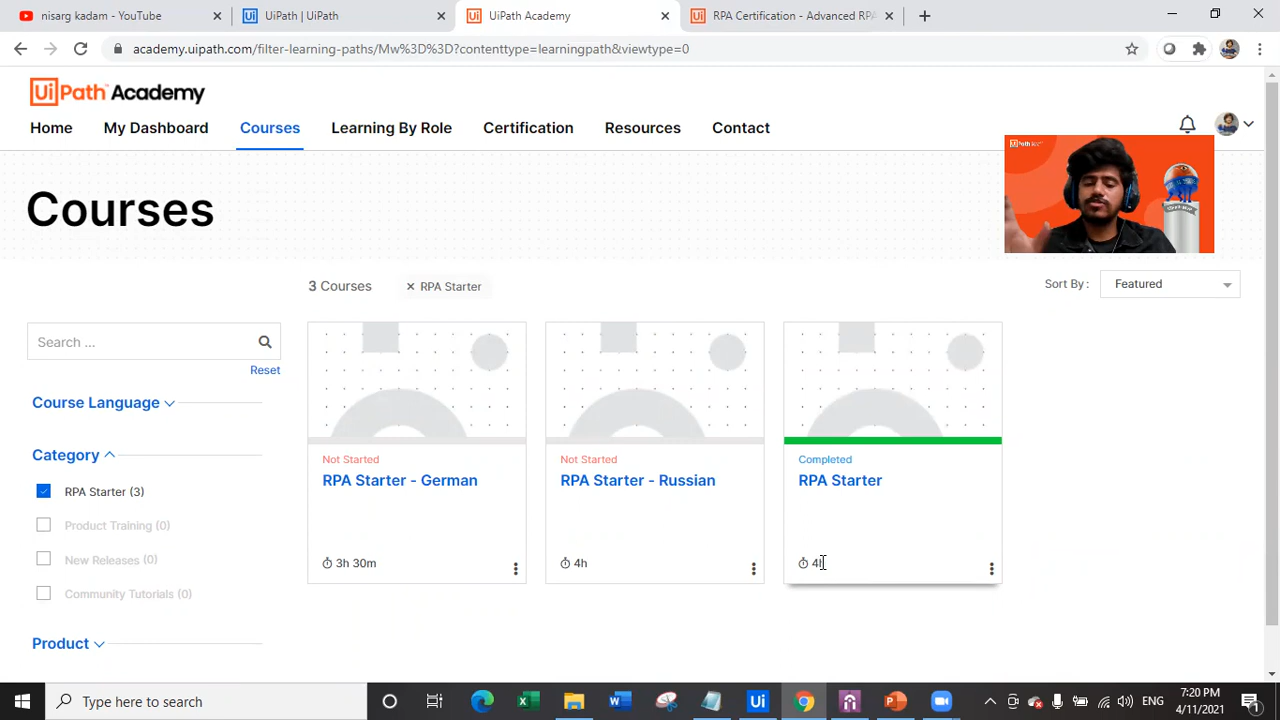 nisarg kadam - YouTube
UiPath | UiPath
UiPath Academy
RPA Certification - Advanced RPA
academy.uipath.com/filter-learning-paths/Mw%3D%3D?contenttype=learningpath&viewtype=0
UiPath™ Academy
Home
My Dashboard
Courses
Learning By Role
Certification
Resources
Contact
Courses
3 Courses
RPA Starter
Sort By :
Featured
Search ...
Reset
Course Language
Category
RPA Starter (3)
Product Training (0)
New Releases (0)
Community Tutorials (0)
Product
Not Started
RPA Starter - German
3h 30m
Not Started
RPA Starter - Russian
4h
Completed
RPA Starter
4h
Type here to search
ENG
7:20 PM
4/11/2021